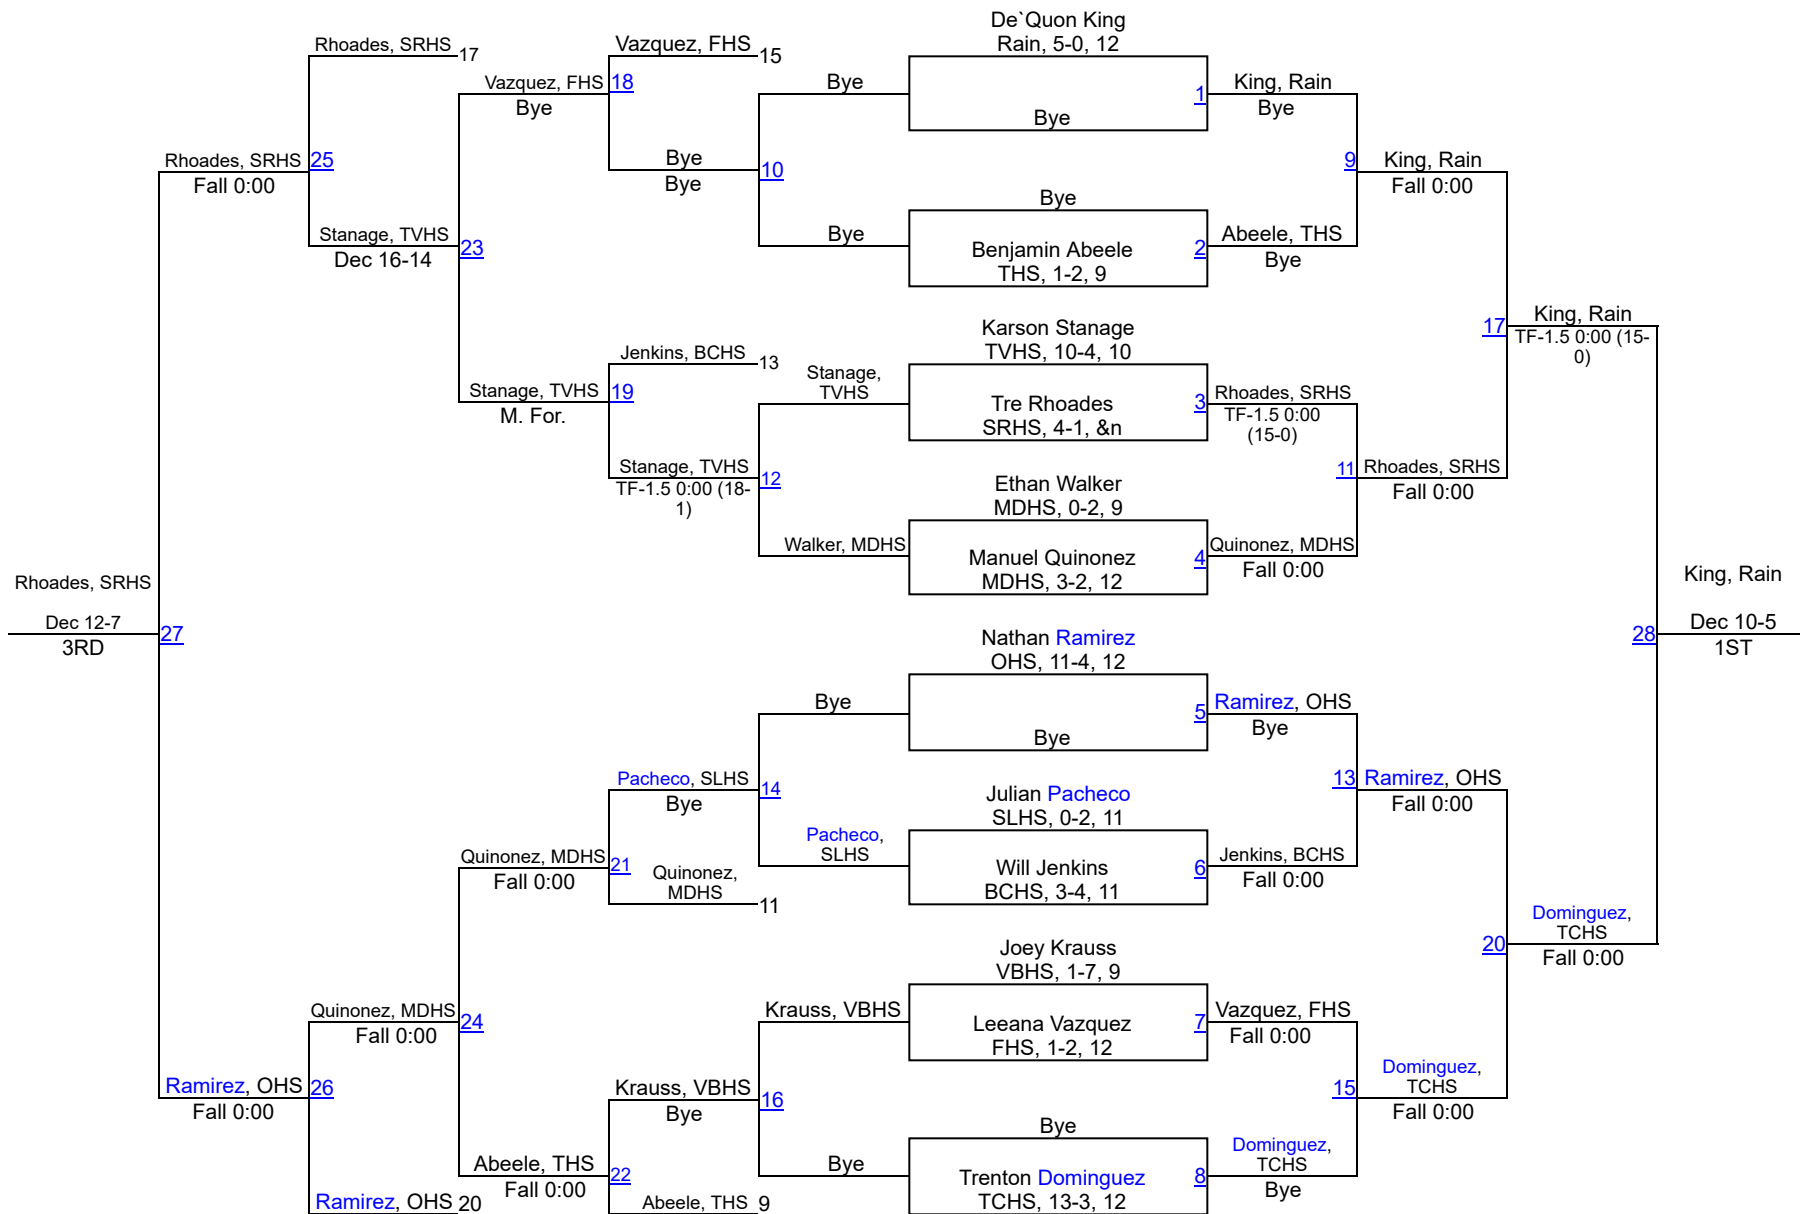 De`Quon King
Rain, 5-0, 12
Rhoades, SRHS 17
Vazquez, FHS 15
Vazquez, FHS
Bye
18
Bye
1
Bye
King, Rain
Bye
Rhoades, SRHS
Fall 0:00
25
Bye
Bye
10
9
King, Rain
Fall 0:00
Stanage, TVHS
Dec 16-14
23
Bye
Bye
Benjamin Abeele
THS, 1-2, 9
2
Abeele, THS
Bye
Karson Stanage
TVHS, 10-4, 10
17
King, Rain
TF-1.5 0:00 (15-
0)
Jenkins, BCHS 13
Stanage, TVHS
M. For.
19
Stanage,
TVHS
Tre Rhoades
SRHS, 4-1, &n
3
Rhoades, SRHS
TF-1.5 0:00
(15-0)
Stanage, TVHS
TF-1.5 0:00 (18-
1)
12
11
Rhoades, SRHS
Fall 0:00
Ethan Walker
MDHS, 0-2, 9
Walker, MDHS
Manuel Quinonez
MDHS, 3-2, 12
4
Quinonez, MDHS
Fall 0:00
Rhoades, SRHS
Dec 12-7
3RD
27
28
King, Rain
Dec 10-5
1ST
Nathan Ramirez
OHS, 11-4, 12
Bye
5
Bye
Ramirez, OHS
Bye
Pacheco, SLHS
Bye
14
13
Ramirez, OHS
Fall 0:00
Julian Pacheco
SLHS, 0-2, 11
Quinonez, MDHS
Fall 0:00
21
Pacheco,
SLHS
Will Jenkins
BCHS, 3-4, 11
6
Jenkins, BCHS
Fall 0:00
Quinonez,
MDHS
11
20
Dominguez,
TCHS
Fall 0:00
Joey Krauss
VBHS, 1-7, 9
Quinonez, MDHS
Fall 0:00
24
Krauss, VBHS
Leeana Vazquez
FHS, 1-2, 12
7
Vazquez, FHS
Fall 0:00
Ramirez, OHS
Fall 0:00
26
Krauss, VBHS
Bye
16
15
Dominguez,
TCHS
Fall 0:00
Bye
Abeele, THS
Fall 0:00
22
Bye
Trenton Dominguez
TCHS, 13-3, 12
8
Dominguez,
TCHS
Bye
Ramirez, OHS 20
Abeele, THS 9